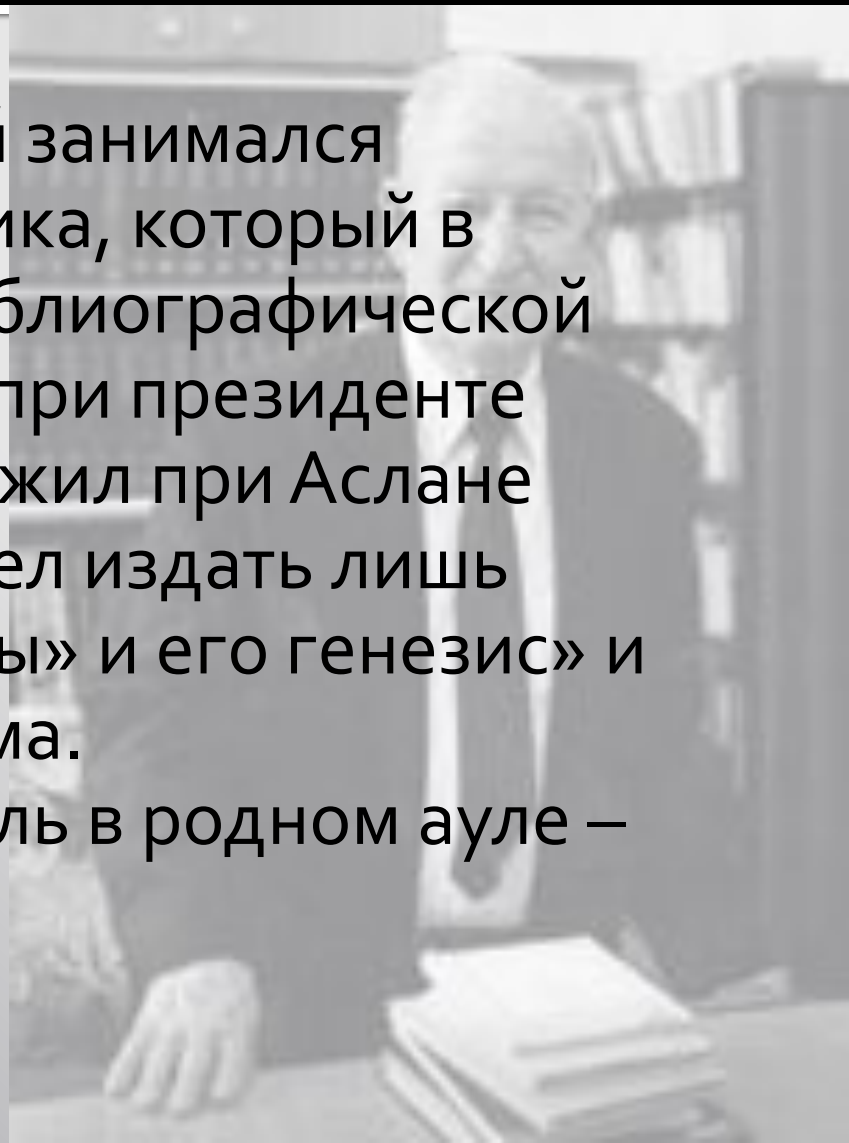 й занимался
ика, который в
блиографической
при президенте
жил при Аслане
ел издать лишь
ы» и его генезис» и
ма.
ль в родном ауле –